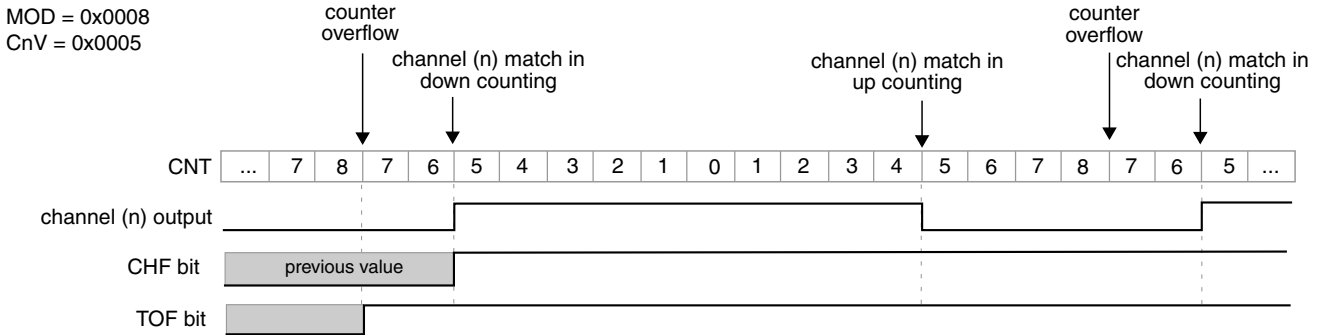 MOD = 0x0008
CnV = 0x0005
counter
overflow
channel (n) match in
down counting
channel (n) match in
up counting
counter
overflow
channel (n) match in
down counting
CNT ... 7 8 7 6 5 4 3 2 1 0 1 2 3 4 5 6 7 8 7 6 5 ...
channel (n) output
CHF bit previous value
TOF bit